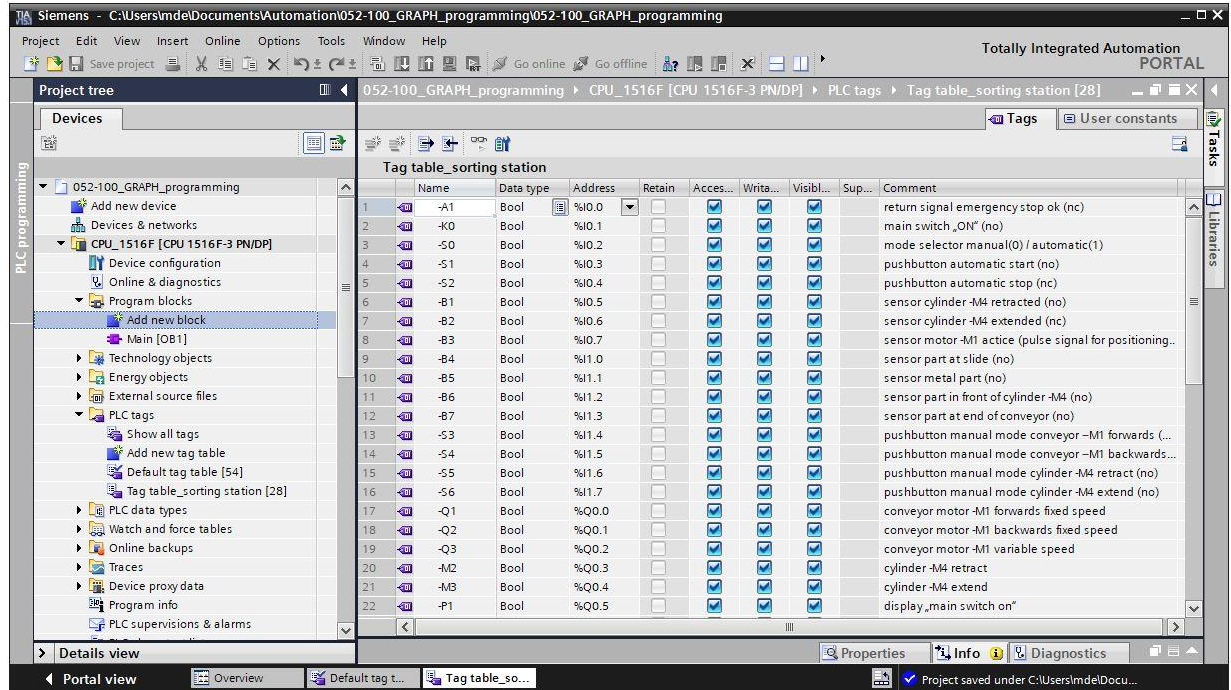 Siemens - C:\Users\mde\Documents\Automation\052-100_GRAPH_programming\052-100_GRAPH_programming
Project Edit View Insert Online Options Tools Window Help
Totally Integrated Automation
PORTAL
Save project Go online Go offline
Project tree
052-100_GRAPH_programming CPU_1516F [CPU 1516F-3 PN/DP] PLC tags Tag table_sorting station [28]
Devices
Tags User constants
PLC programming
052-100_GRAPH_programming
Add new device
Devices & networks
CPU_1516F [CPU 1516F-3 PN/DP]
Device configuration
Online & diagnostics
Program blocks
Add new block
Main [OB1]
Technology objects
Energy objects
External source files
PLC tags
Show all tags
Add new tag table
Default tag table [54]
Tag table_sorting station [28]
PLC data types
Watch and force tables
Online backups
Traces
Device proxy data
Program info
PLC supervisions & alarms
Details view
Tag table_sorting station
Name Data type Address Retain Acces... Writa... Visibl... Sup... Comment
1 -A1 Bool %I0.0 return signal emergency stop ok (nc)
2 -K0 Bool %I0.1 main switch „ON“ (no)
3 -S0 Bool %I0.2 mode selector manual(0) / automatic(1)
4 -S1 Bool %I0.3 pushbutton automatic start (no)
5 -S2 Bool %I0.4 pushbutton automatic stop (nc)
6 -B1 Bool %I0.5 sensor cylinder -M4 retracted (no)
7 -B2 Bool %I0.6 sensor cylinder -M4 extended (nc)
8 -B3 Bool %I0.7 sensor motor -M1 actice (pulse signal for positioning..
9 -B4 Bool %I1.0 sensor part at slide (no)
10 -B5 Bool %I1.1 sensor metal part (no)
11 -B6 Bool %I1.2 sensor part in front of cylinder -M4 (no)
12 -B7 Bool %I1.3 sensor part at end of conveyor (no)
13 -S3 Bool %I1.4 pushbutton manual mode conveyor –M1 forwards (...
14 -S4 Bool %I1.5 pushbutton manual mode conveyor –M1 backwards...
15 -S5 Bool %I1.6 pushbutton manual mode cylinder -M4 retract (no)
16 -S6 Bool %I1.7 pushbutton manual mode cylinder -M4 extend (no)
17 -Q1 Bool %Q0.0 conveyor motor -M1 forwards fixed speed
18 -Q2 Bool %Q0.1 conveyor motor -M1 backwards fixed speed
19 -Q3 Bool %Q0.2 conveyor motor -M1 variable speed
20 -M2 Bool %Q0.3 cylinder -M4 retract
21 -M3 Bool %Q0.4 cylinder -M4 extend
22 -P1 Bool %Q0.5 display „main switch on“
Tasks
Libraries
Properties Info Diagnostics
Portal view Overview Default tag t... Tag table_so... Project saved under C:\Users\mde\Docu...